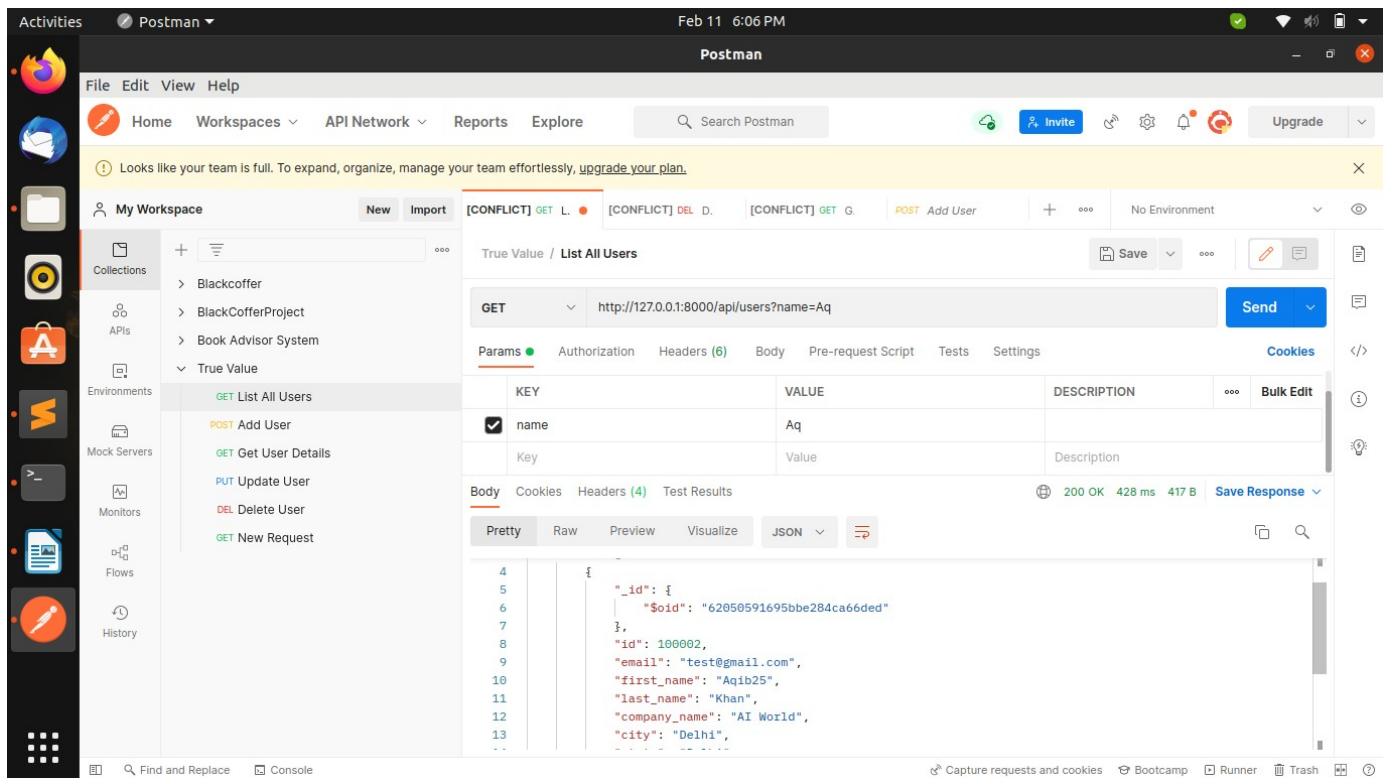 Activities Postman Feb 11 6:06 PM
Postman
File Edit View Help
Home Workspaces API Network Reports Explore Search Postman Invite Upgrade
Looks like your team is full. To expand, organize, manage your team effortlessly, upgrade your plan.
My Workspace New Import
[CONFLICT] GET L. [CONFLICT] DEL D. [CONFLICT] GET G. POST Add User No Environment
Collections
APIs
Environments
Mock Servers
Monitors
Flows
History
Blackcoffer
BlackCofferProject
Book Advisor System
True Value
GET List All Users
POST Add User
GET Get User Details
PUT Update User
DEL Delete User
GET New Request
True Value / List All Users Save
GET http://127.0.0.1:8000/api/users?name=Aq Send
Params Authorization Headers (6) Body Pre-request Script Tests Settings Cookies
KEY VALUE DESCRIPTION Bulk Edit
name Aq
Key Value Description
Body Cookies Headers (4) Test Results 200 OK 428 ms 417 B Save Response
Pretty Raw Preview Visualize JSON
4 {
5 "_id": {
6 "$oid": "62050591695bbe284ca66ded"
7 },
8 "id": 100002,
9 "email": "test@gmail.com",
10 "first_name": "Aqib25",
11 "last_name": "Khan",
12 "company_name": "AI World",
13 "city": "Delhi",
Find and Replace Console Capture requests and cookies Bootcamp Runner Trash